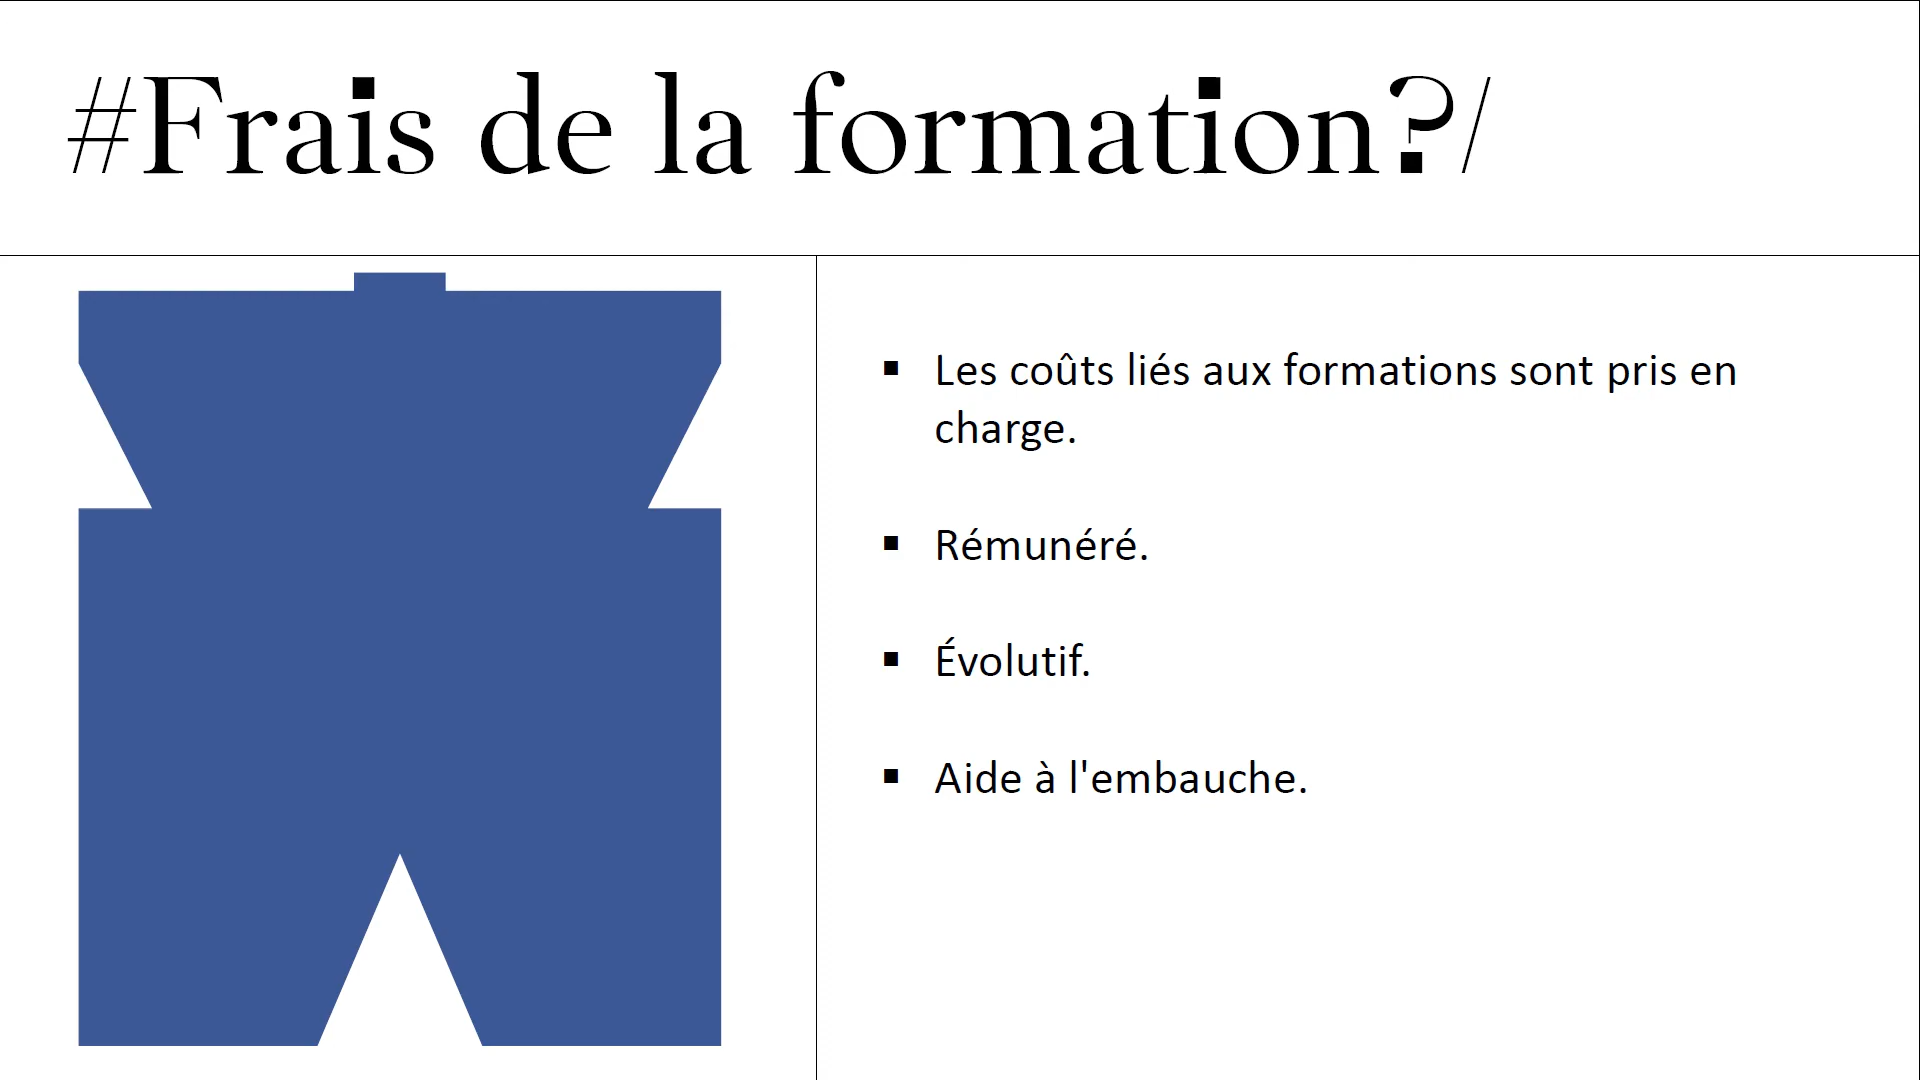 #Frais de la formation?/
▪ Les coûts liés aux formations sont pris en
charge.
▪ Rémunéré.
▪ Évolutif.
▪ Aide à l'embauche.